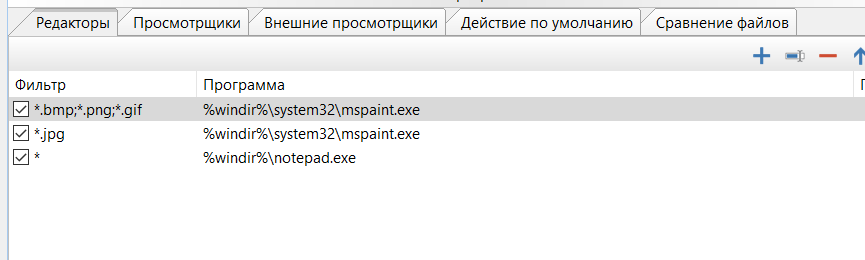 Редакторы Просмотрщики Внешние просмотрщики Действие по умолчанию Сравнение файлов
Фильтр Программа
*.bmp;*.png;*.gif %windir%\system32\mspaint.exe
*.jpg %windir%\system32\mspaint.exe
* %windir%\notepad.exe